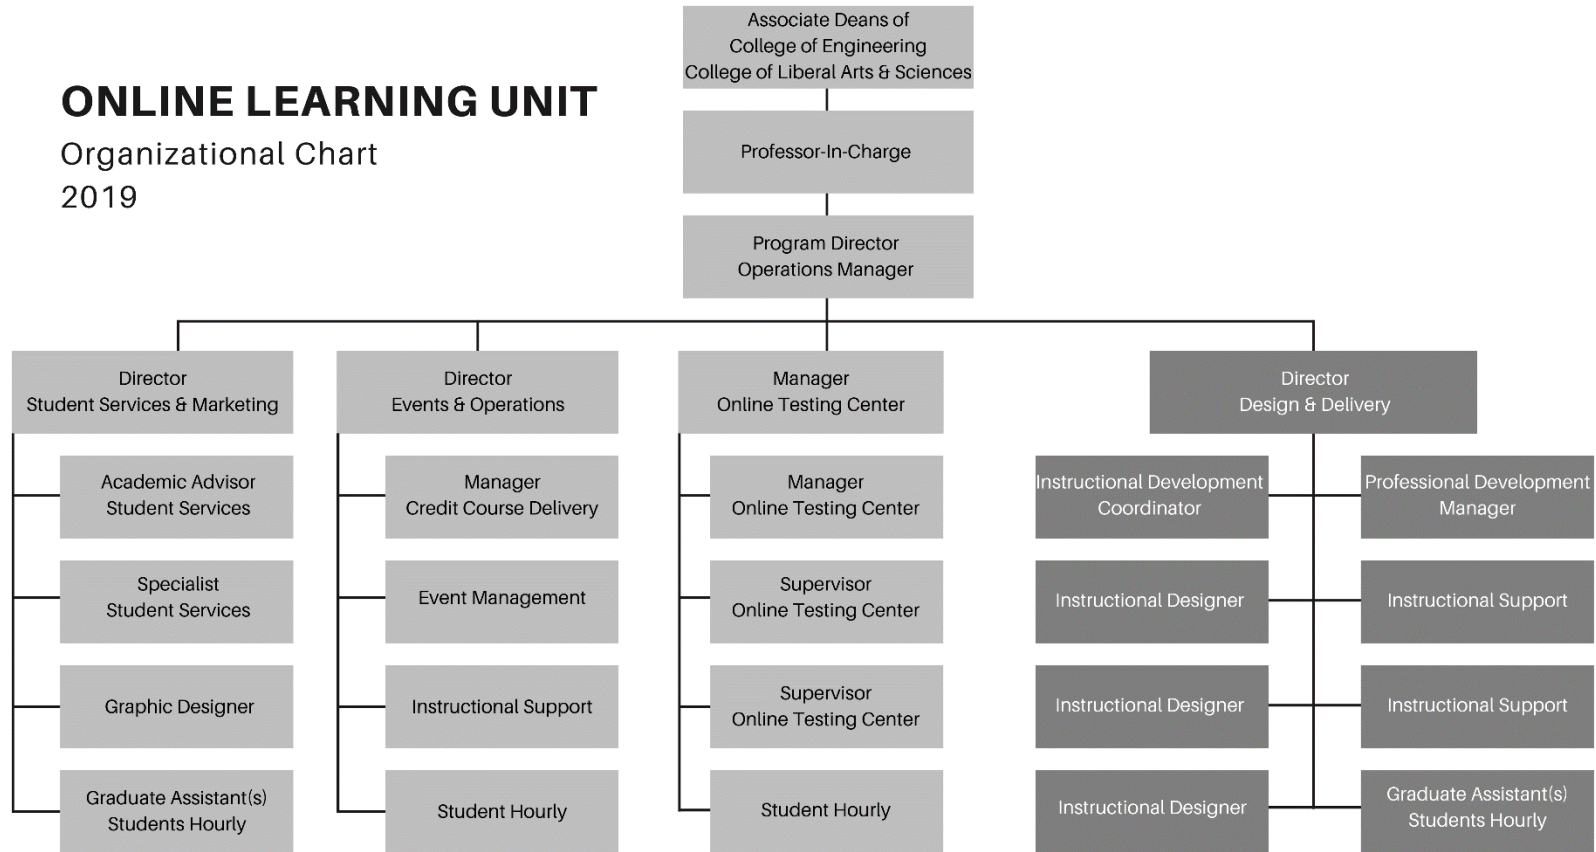 Associate Deans of
College of Engineering
College of Liberal Arts & Sciences
ONLINE LEARNING UNIT
Organizational Chart
2019
Professor-In-Charge
Program Director
Operations Manager
Director
Student Services & Marketing
Academic Advisor
Student Services
Specialist
Student Services
Graphic Designer
Graduate Assistant(s)
Students Hourly
Director
Events & Operations
Manager
Credit Course Delivery
Event Management
Instructional Support
Student Hourly
Manager
Online Testing Center
Manager
Online Testing Center
Supervisor
Online Testing Center
Supervisor
Online Testing Center
Student Hourly
Director
Design & Delivery
Instructional Development
Coordinator
Instructional Designer
Instructional Designer
Instructional Designer
Professional Development
Manager
Instructional Support
Instructional Support
Graduate Assistant(s)
Students Hourly